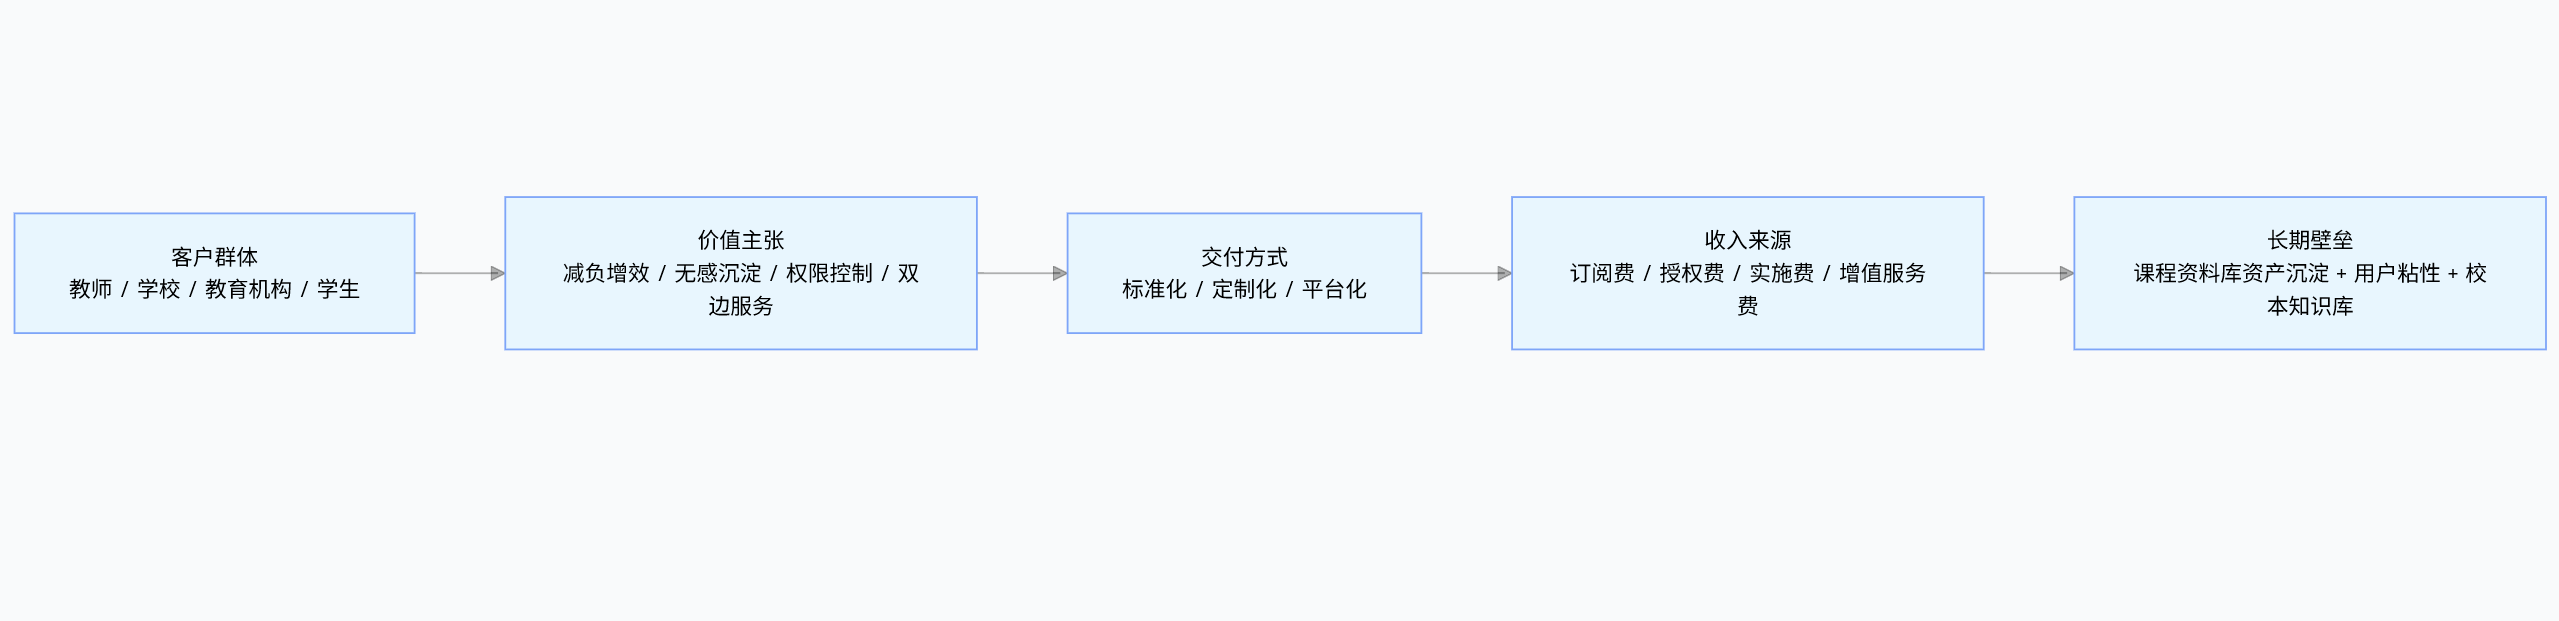 客户群体
教师 / 学校 / 教育机构 / 学生
价值主张
减负增效 / 无感沉淀 / 权限控制 / 双
边服务
交付方式
标准化 / 定制化 / 平台化
收入来源
订阅费 / 授权费 / 实施费 / 增值服务
费
长期壁垒
课程资料库资产沉淀 + 用户粘性 + 校
本知识库